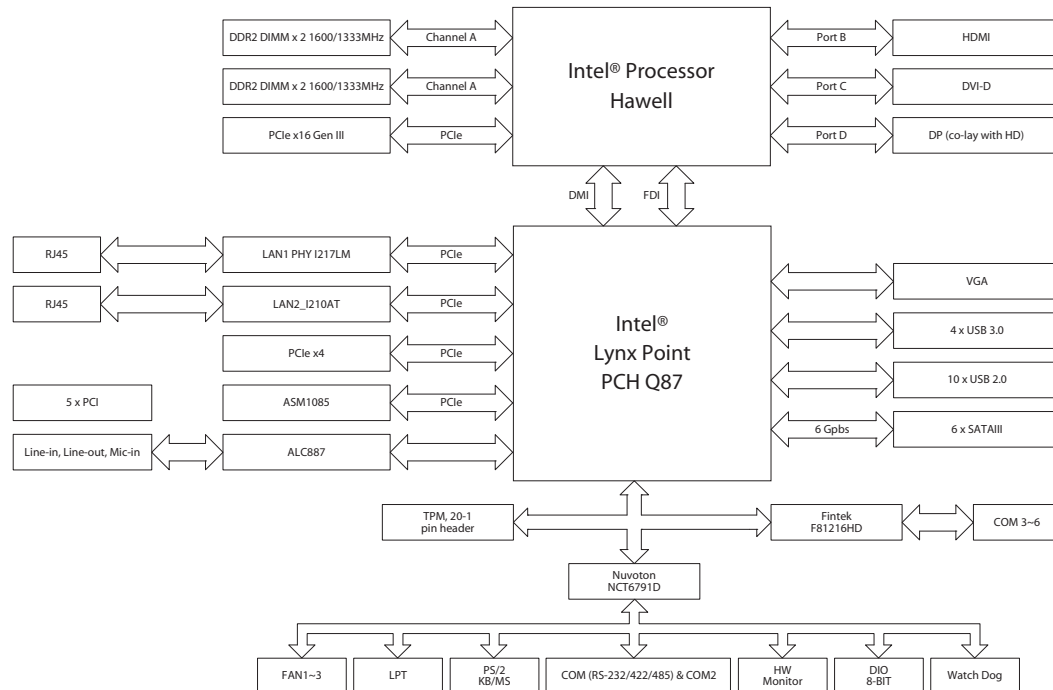 DDR2 DIMM x 2 1600/1333MHz
Channel A
Intel® Processor
Hawell
Port B
HDMI
DDR2 DIMM x 2 1600/1333MHz
Channel A
Port C
DVI-D
PCIe x16 Gen III
PCIe
Port D
DP (co-lay with HD)
DMI
FDI
RJ45
LAN1 PHY I217LM
PCIe
VGA
RJ45
LAN2_I210AT
PCIe
Intel®
Lynx Point
PCH Q87
4 x USB 3.0
PCIe x4
PCIe
10 x USB 2.0
5 x PCI
ASM1085
PCIe
6 Gpbs
6 x SATAIII
Line-in, Line-out, Mic-in
ALC887
TPM, 20-1
pin header
Fintek
F81216HD
COM 3~6
Nuvoton
NCT6791D
FAN1~3
LPT
PS/2
KB/MS
COM (RS-232/422/485) & COM2
HW
Monitor
DIO
8-BIT
Watch Dog